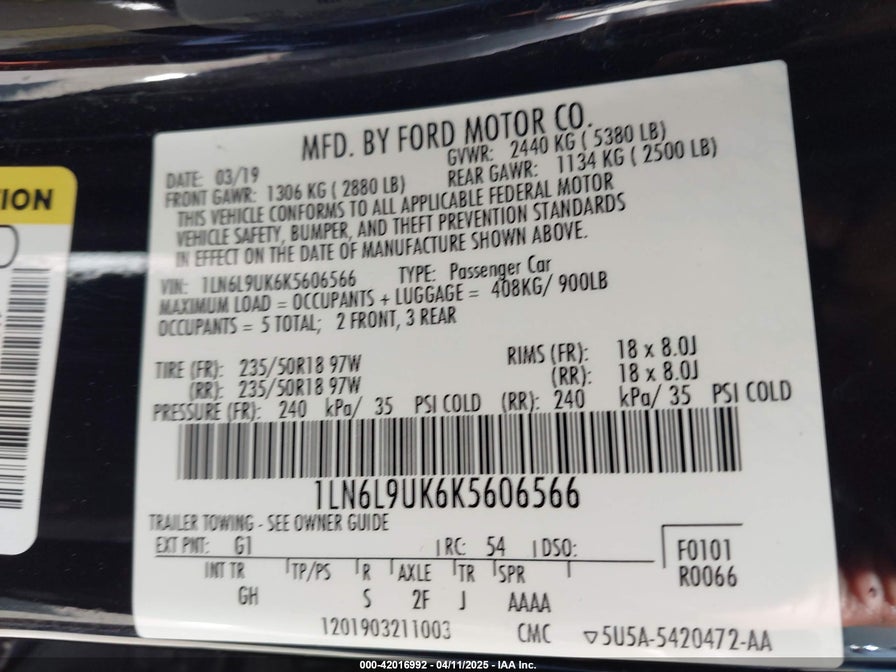 TION
MFD. BY FORD MOTOR CO.
DATE: 03/19 GVWR: 2440 KG ( 5380 LB)
FRONT GAWR: 1306 KG ( 2880 LB) REAR GAWR: 1134 KG ( 2500 LB)
THIS VEHICLE CONFORMS TO ALL APPLICABLE FEDERAL MOTOR
VEHICLE SAFETY, BUMPER, AND THEFT PREVENTION STANDARDS
IN EFFECT ON THE DATE OF MANUFACTURE SHOWN ABOVE.
VIN: 1LN6L9UK6K5606566 TYPE: Passenger Car
MAXIMUM LOAD = OCCUPANTS + LUGGAGE = 408KG/ 900LB
OCCUPANTS = 5 TOTAL; 2 FRONT, 3 REAR
TIRE (FR): 235/50R18 97W RIMS (FR): 18 x 8.0J
(RR): 235/50R18 97W (RR): 18 x 8.0J
PRESSURE (FR): 240 kPa/ 35 PSI COLD (RR): 240 kPa/ 35 PSI COLD
1LN6L9UK6K5606566
TRAILER TOWING - SEE OWNER GUIDE
EXT PNT: G1 RC: 54 DSO: F0101
INT TR TP/PS R AXLE TR SPR R0066
GH S 2F J AAAA
1201903211003 CMC ▽5U5A-5420472-AA
000-42016992 - 04/11/2025 - IAA Inc.